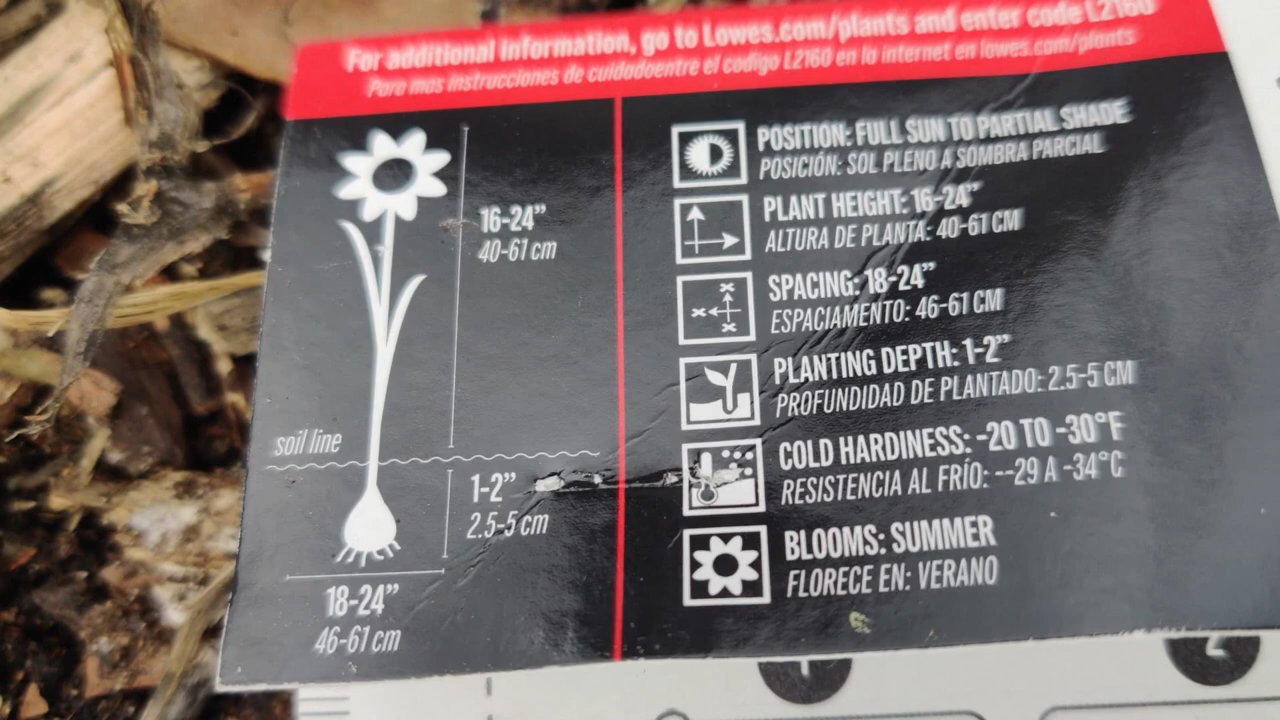 For additional information, go to Lowes.com/plants and enter code L2160
Para mas instrucciones de cuidadoentre el codigo L2160 en la internet en lowes.com/plants
16-24”
40-61 cm
soil line
1-2”
2.5-5 cm
18-24”
46-61 cm
POSITION: FULL SUN TO PARTIAL SHADE
POSICIÓN: SOL PLENO A SOMBRA PARCIAL
PLANT HEIGHT: 16-24”
ALTURA DE PLANTA: 40-61 CM
SPACING: 18-24”
ESPACIAMENTO: 46-61 CM
PLANTING DEPTH: 1-2”
PROFUNDIDAD DE PLANTADO: 2.5-5 CM
COLD HARDINESS: -20 TO -30°F
RESISTENCIA AL FRÍO: --29 A -34°C
BLOOMS: SUMMER
FLORECE EN: VERANO
1
2